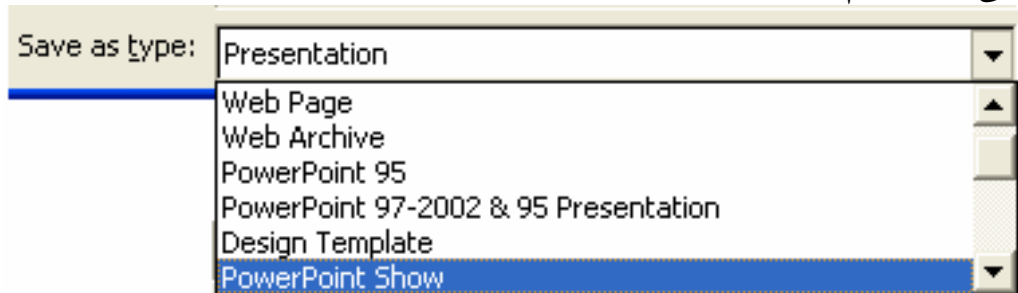 Save as type: Presentation
Web Page
Web Archive
PowerPoint 95
PowerPoint 97-2002 & 95 Presentation
Design Template
PowerPoint Show